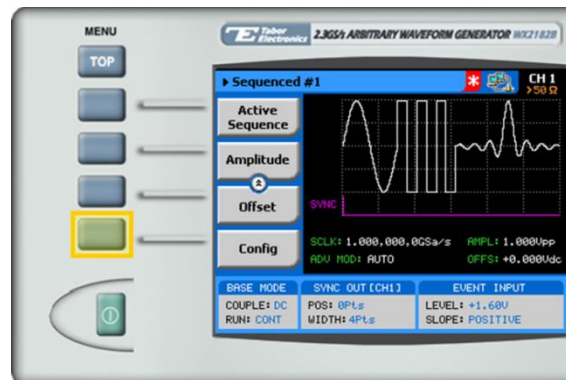 MENU
TOP
Tabor Electronics 2.3GS/s ARBITRARY WAVEFORM GENERATOR WX2182B
Sequenced #1
CH 1
>50 Ω
Active Sequence
Amplitude
Offset
Config
SYNC
SCLK: 1.000,000,0GSa/s AMPL: 1.000Vpp
ADV MOD: AUTO OFFS: +0.000Vdc
BASE MODE SYNC OUT [CH1] EVENT INPUT
COUPLE: DC POS: 0Pts LEVEL: +1.60V
RUN: CONT WIDTH: 4Pts SLOPE: POSITIVE